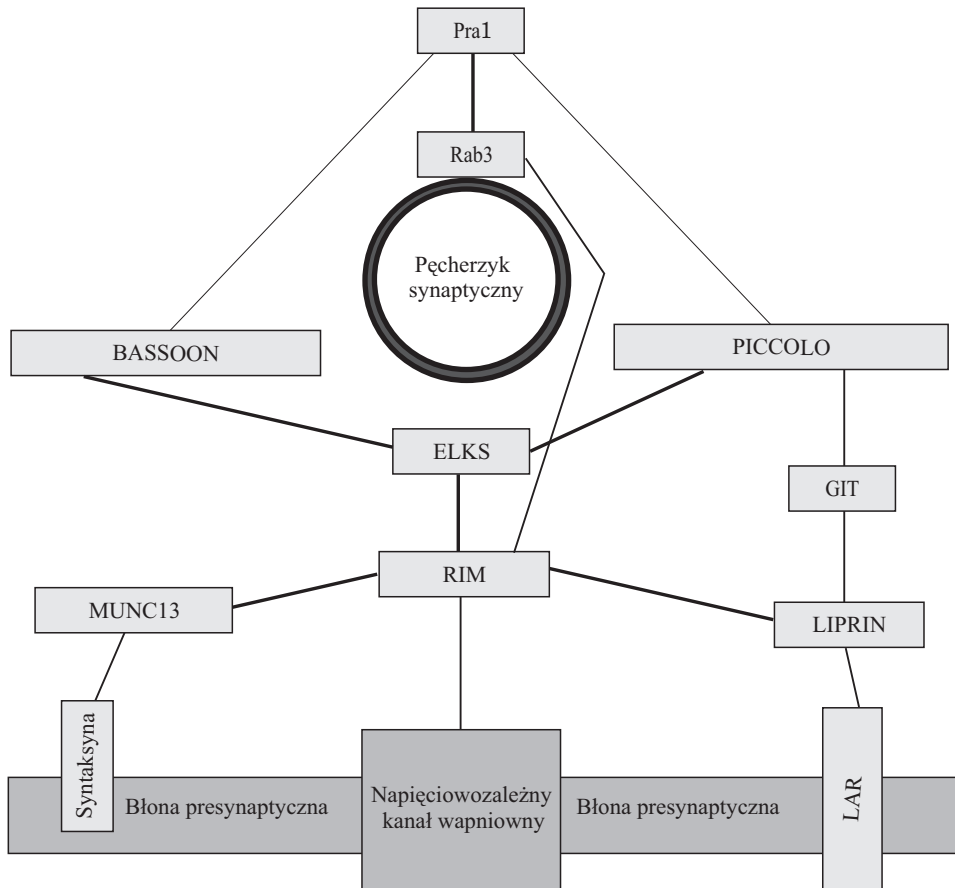 Pra1
Rab3
Pęcherzyk
synaptyczny
BASSOON
PICCOLO
ELKS
GIT
RIM
MUNC13
LIPRIN
Syntaksyna
Błona presynaptyczna
Napięciowozależny
kanał wapniowny
Błona presynaptyczna
LAR